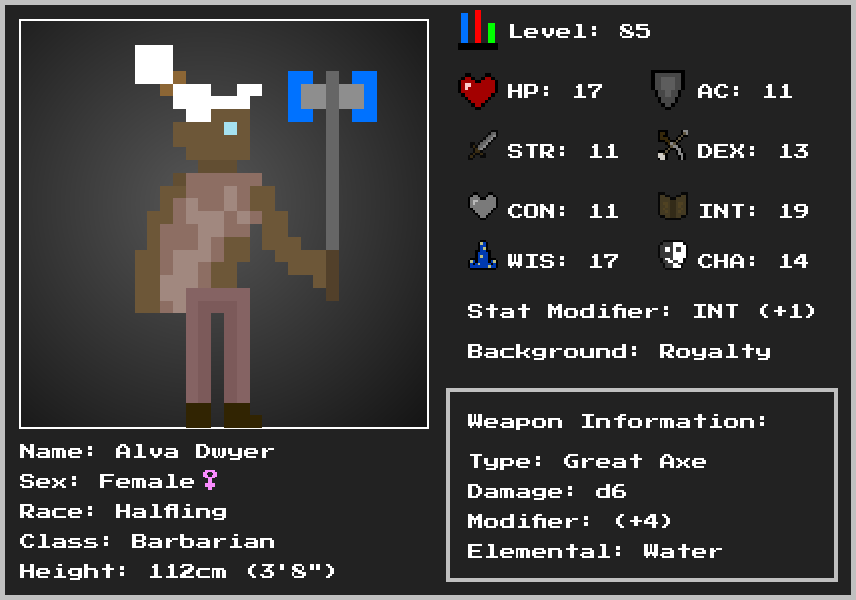 Level: 85
HP: 17
AC: 11
STR: 11
DEX: 13
CON: 11
INT: 19
WIS: 17
CHA: 14
Stat Modifier: INT (+1)
Background: Royalty
Name: Alva Dwyer
Sex: Female♀
Race: Halfling
Class: Barbarian
Height: 112cm (3'8")
Weapon Information:
Type: Great Axe
Damage: d6
Modifier: (+4)
Elemental: Water